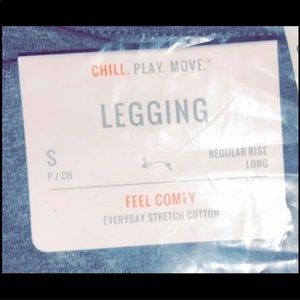 CHILL. PLAY. MOVE.™
LEGGING
S
P / CH
REGULAR RISE
LONG
FEEL COMFY
EVERYDAY STRETCH COTTON